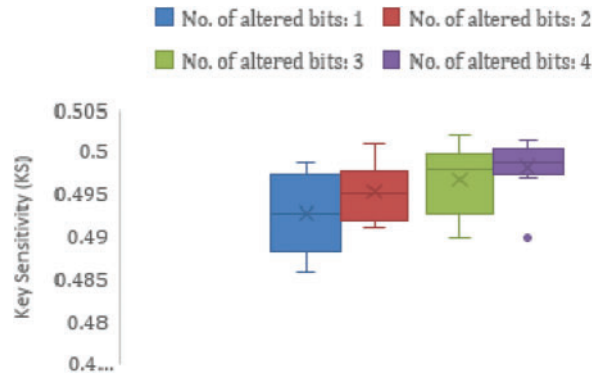 No. of altered bits: 1 No. of altered bits: 2
No. of altered bits: 3 No. of altered bits: 4
0.505
0.5
0.495
0.49
0.485
0.48
0.4...
Key Sensitivity (KS)